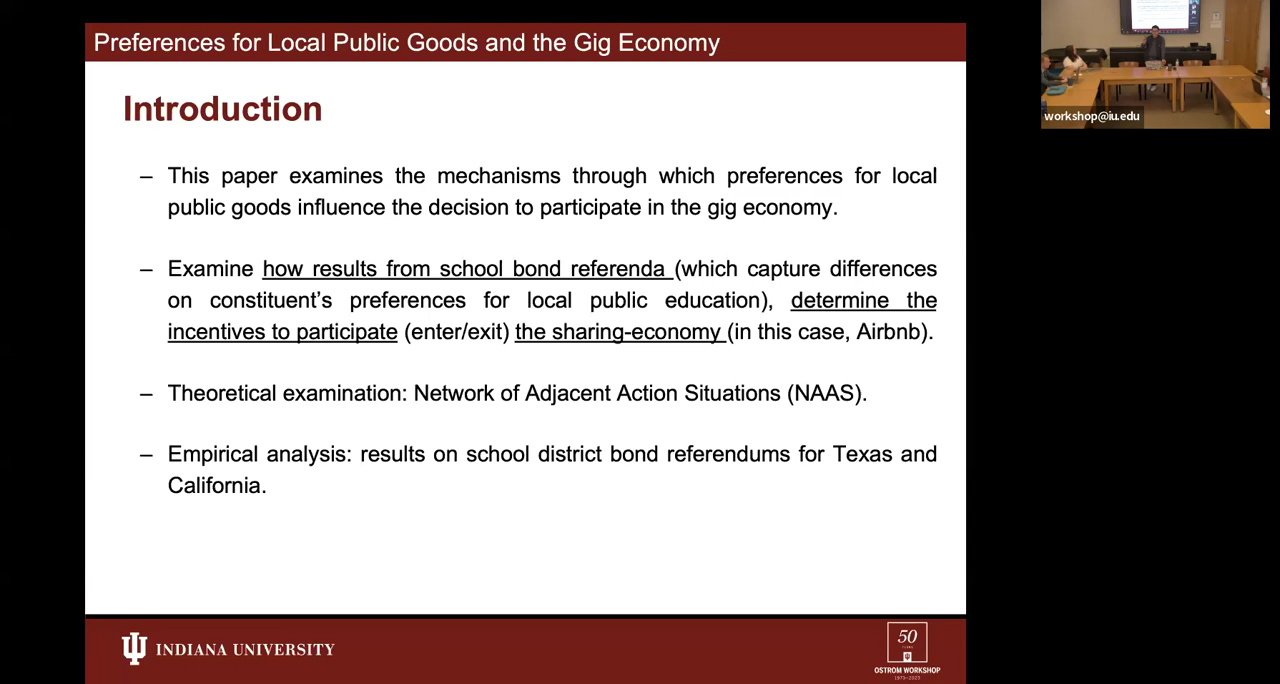 Preferences for Local Public Goods and the Gig Economy
workshop@iu.edu
Introduction
– This paper examines the mechanisms through which preferences for local
public goods influence the decision to participate in the gig economy.
– Examine how results from school bond referenda (which capture differences
on constituent's preferences for local public education), determine the
incentives to participate (enter/exit) the sharing-economy (in this case, Airbnb).
– Theoretical examination: Network of Adjacent Action Situations (NAAS).
– Empirical analysis: results on school district bond referendums for Texas and
California.
INDIANA UNIVERSITY
50
YEARS
OSTROM WORKSHOP
1973–2023